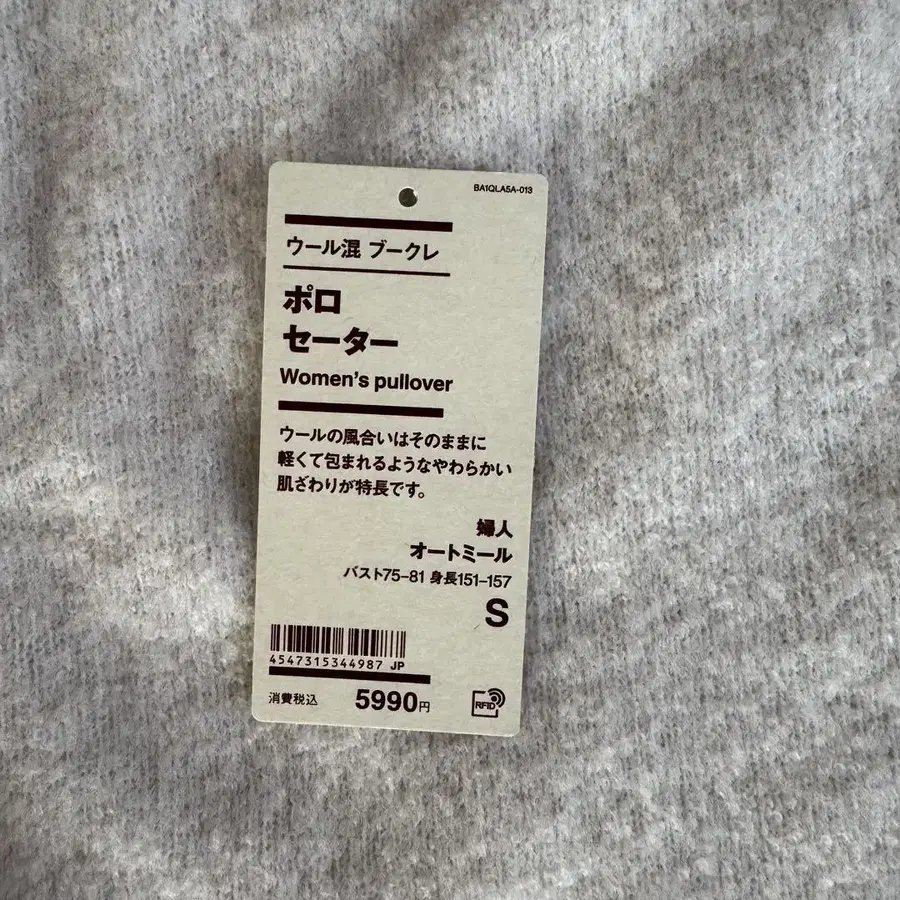 BA1QLA5A-013
ウール混 ブークレ
ポロ
セーター
Women's pullover
ウールの風合いはそのままに
軽くて包まれるようなやわらかい
肌ざわりが特長です。
婦人
オートミール
バスト75–81 身長151–157
S
4547315344987 JP
消費税込 5990円
RFID